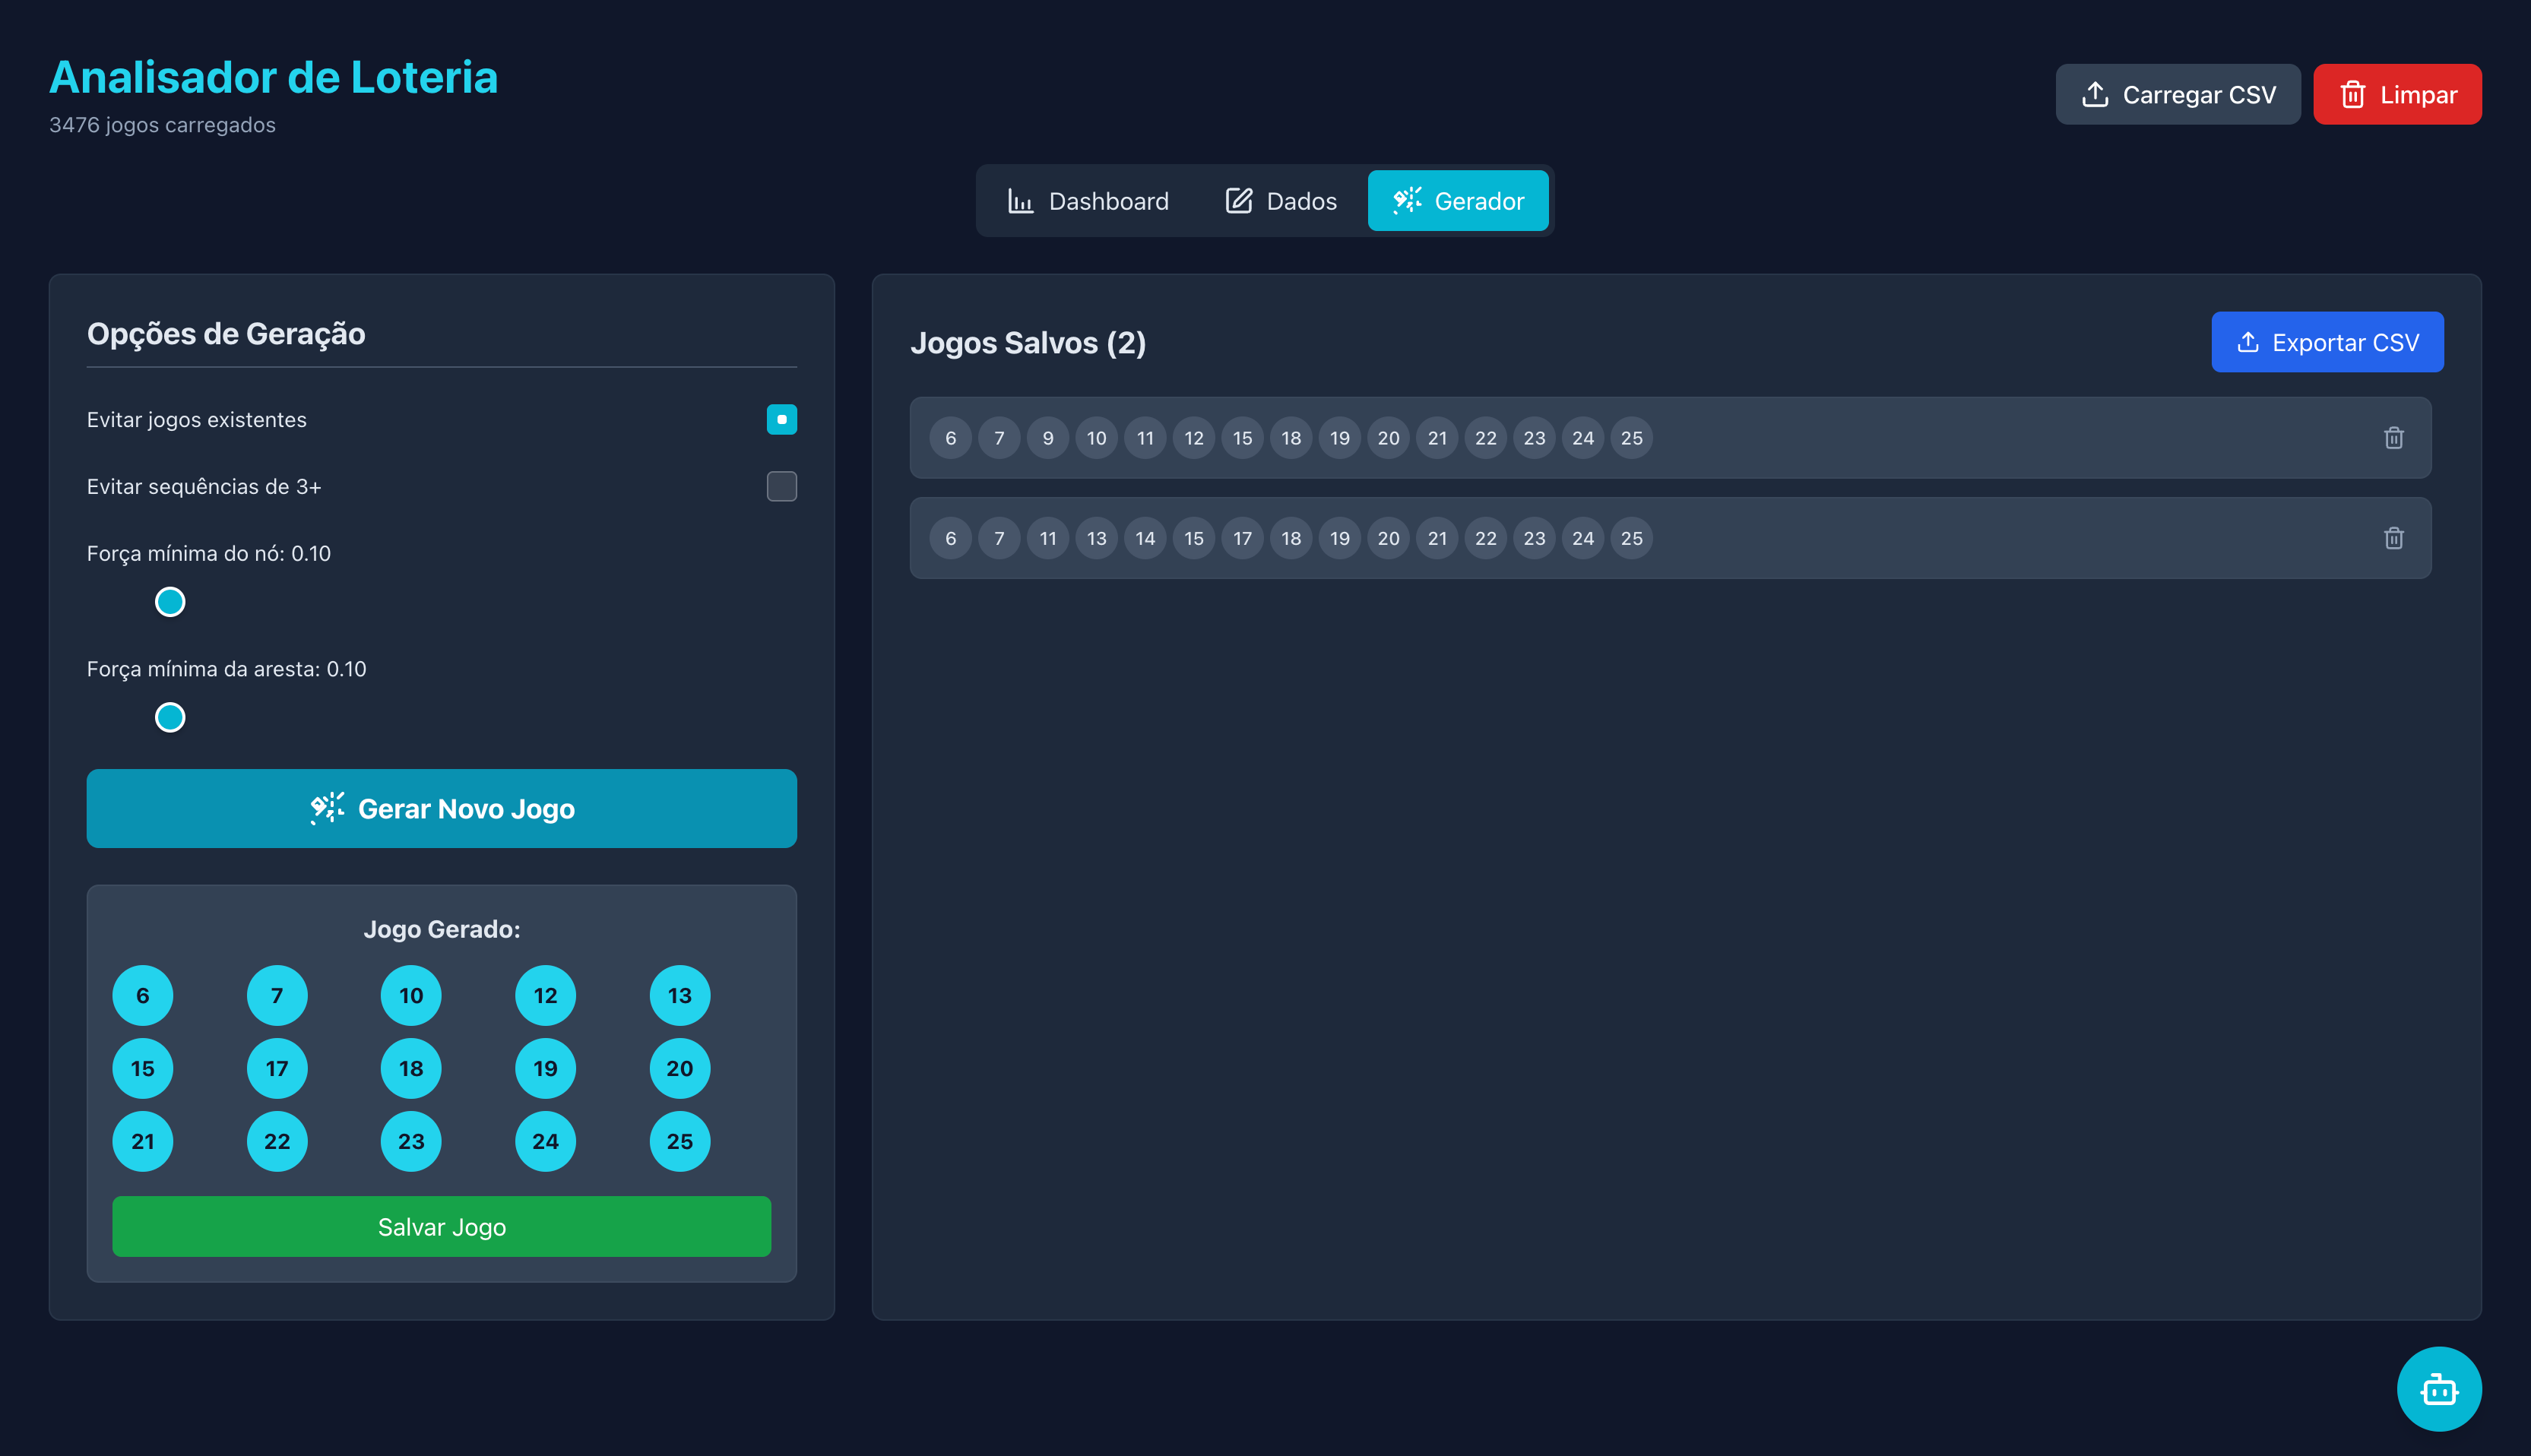 Analisador de Loteria
3476 jogos carregados
Carregar CSV
Limpar
Dashboard
Dados
Gerador
Opções de Geração
Evitar jogos existentes
Evitar sequências de 3+
Força mínima do nó: 0.10
Força mínima da aresta: 0.10
Gerar Novo Jogo
Jogo Gerado:
6 7 10 12 13
15 17 18 19 20
21 22 23 24 25
Salvar Jogo
Jogos Salvos (2)
Exportar CSV
6 7 9 10 11 12 15 18 19 20 21 22 23 24 25
6 7 11 13 14 15 17 18 19 20 21 22 23 24 25